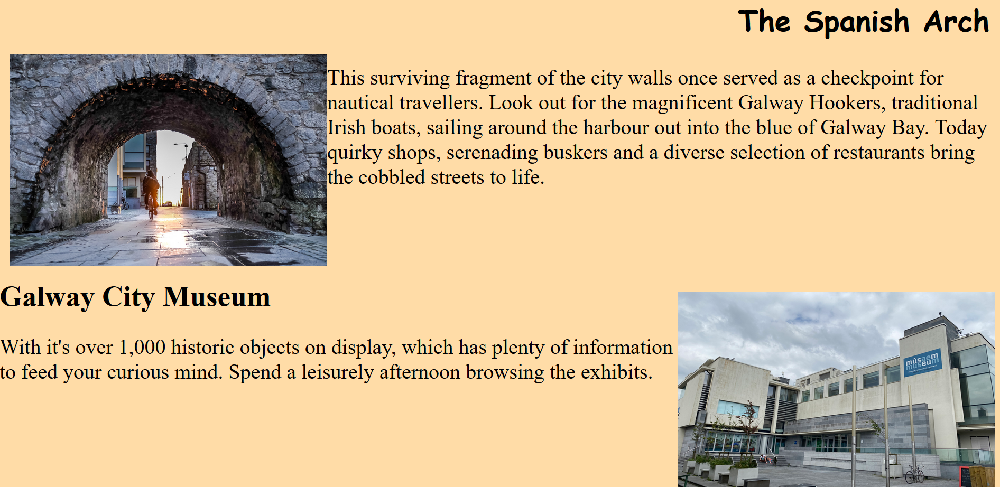 The Spanish Arch
This surviving fragment of the city walls once served as a checkpoint for
nautical travellers. Look out for the magnificent Galway Hookers, traditional
Irish boats, sailing around the harbour out into the blue of Galway Bay. Today
quirky shops, serenading buskers and a diverse selection of restaurants bring
the cobbled streets to life.
Galway City Museum
With it's over 1,000 historic objects on display, which has plenty of information
to feed your curious mind. Spend a leisurely afternoon browsing the exhibits.
músaem
museum